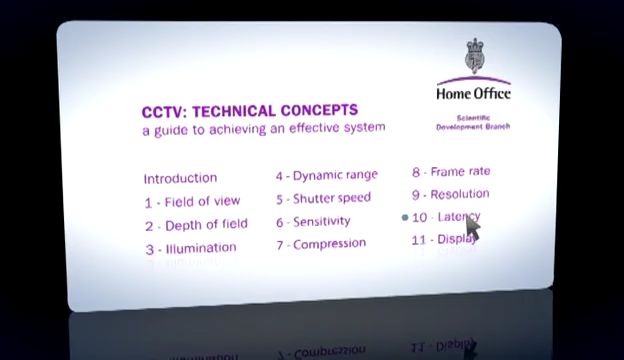 Home Office
Scientific
Development Branch
CCTV: TECHNICAL CONCEPTS
a guide to achieving an effective system
Introduction
1 - Field of view
2 - Depth of field
3 - Illumination
4 - Dynamic range
5 - Shutter speed
6 - Sensitivity
7 - Compression
8 - Frame rate
9 - Resolution
10 - Latency
11 - Display